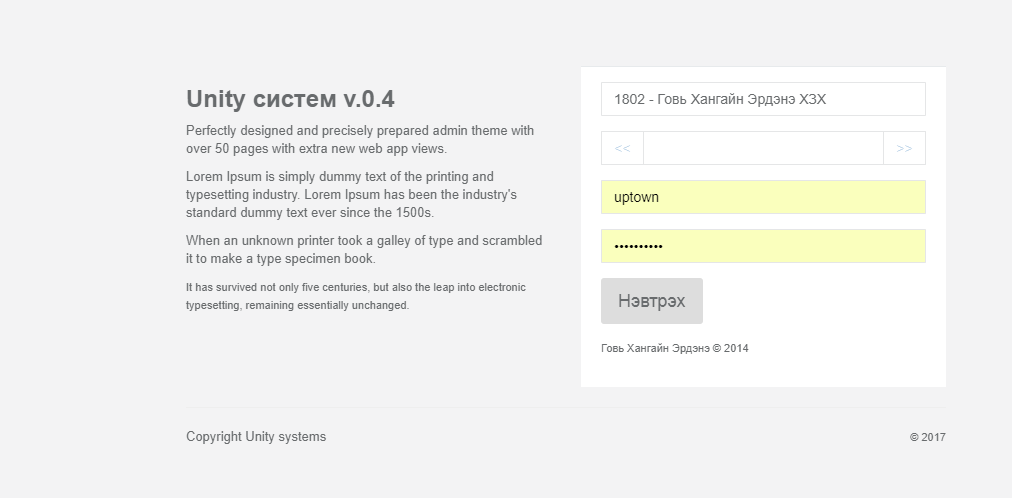 Unity систем v.0.4
Perfectly designed and precisely prepared admin theme with
over 50 pages with extra new web app views.
Lorem Ipsum is simply dummy text of the printing and
typesetting industry. Lorem Ipsum has been the industry's
standard dummy text ever since the 1500s.
When an unknown printer took a galley of type and scrambled
it to make a type specimen book.
It has survived not only five centuries, but also the leap into electronic
typesetting, remaining essentially unchanged.
1802 - Говь Хангайн Эрдэнэ ХЗХ
<< >>
uptown
••••••••••
Нэвтрэх
Говь Хангайн Эрдэнэ © 2014
Copyright Unity systems
© 2017